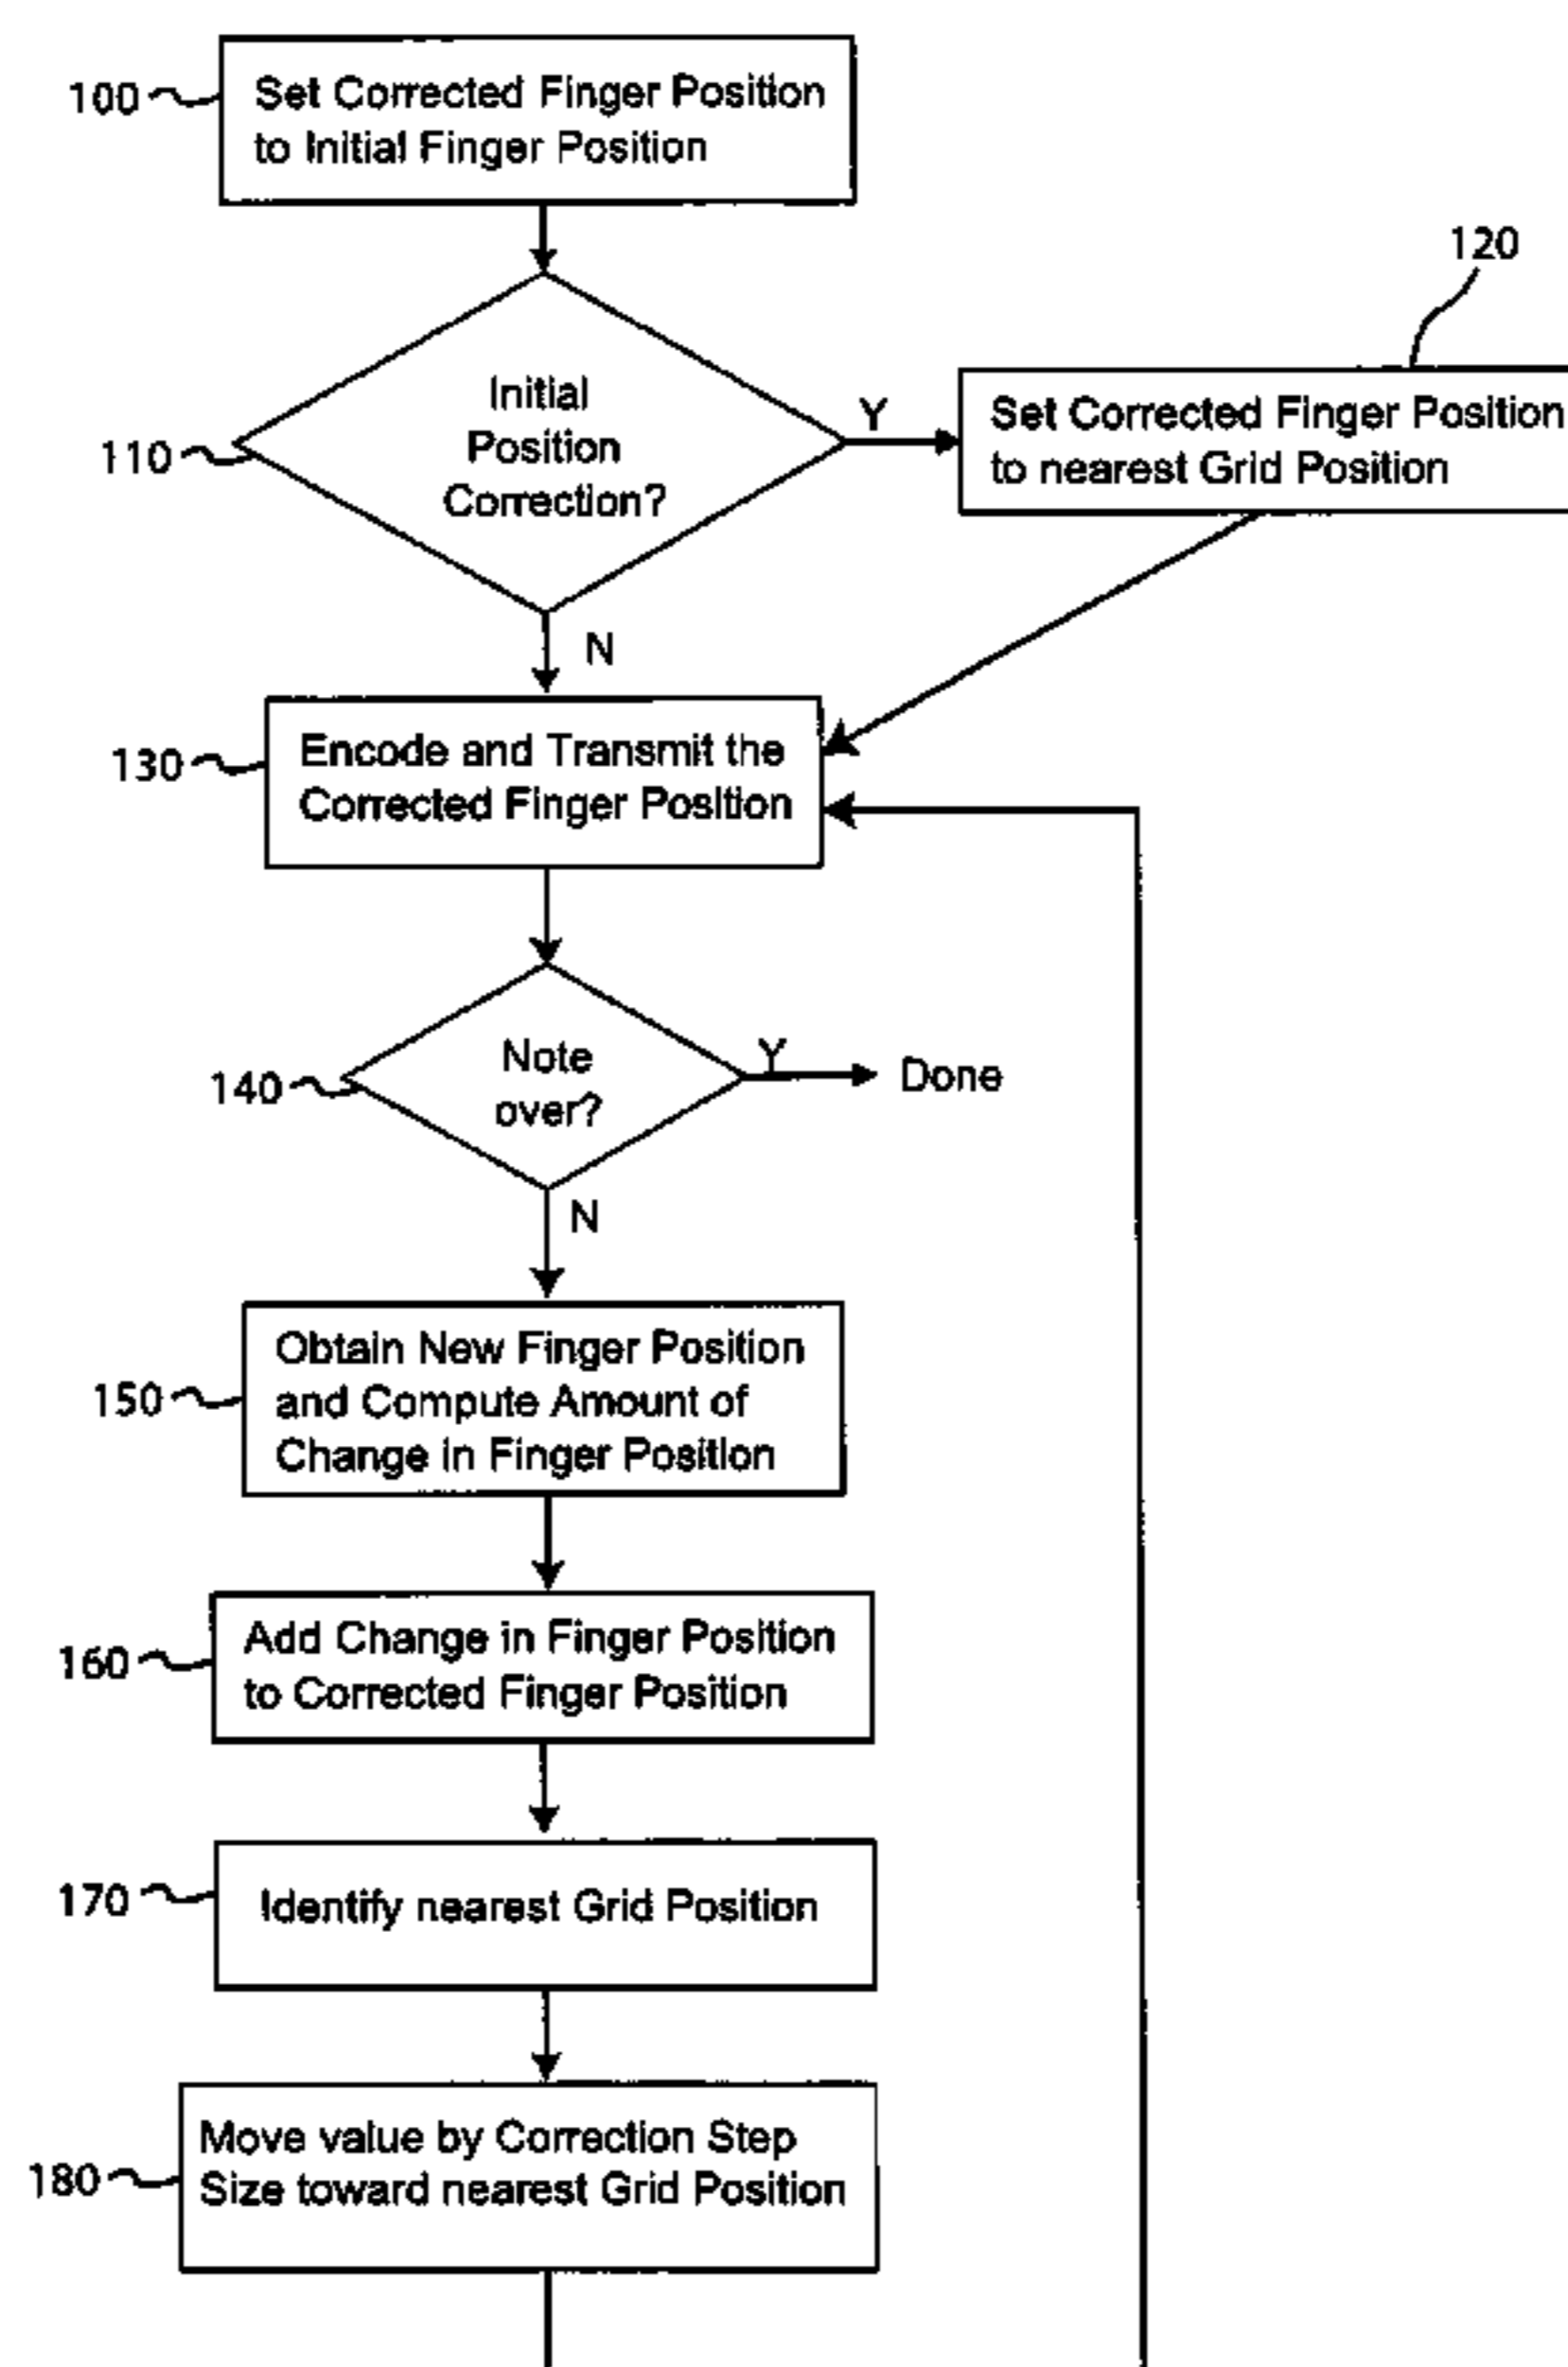 100
Set Corrected Finger Position
to Initial Finger Position
120
110
Initial
Position
Correction?
Y
Set Corrected Finger Position
to nearest Grid Position
N
130
Encode and Transmit the
Corrected Finger Position
140
Note
over?
Y
Done
N
150
Obtain New Finger Position
and Compute Amount of
Change in Finger Position
160
Add Change in Finger Position
to Corrected Finger Position
170
Identify nearest Grid Position
180
Move value by Correction Step
Size toward nearest Grid Position